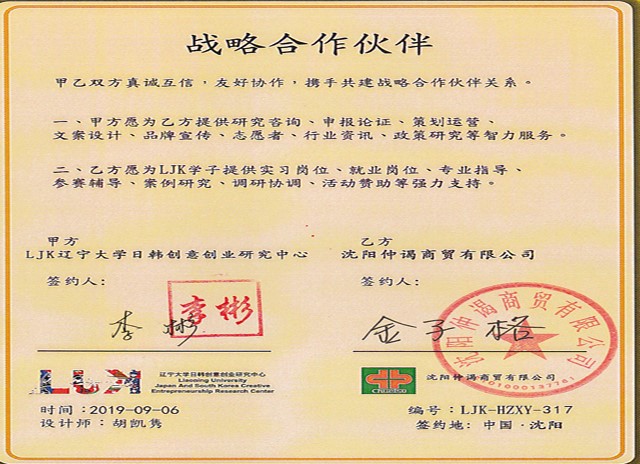 战略合作伙伴
甲乙双方真诚互信，友好协作，携手共建战略合作伙伴关系。
一、甲方愿为乙方提供研究咨询、申报论证、策划运营、
文案设计、品牌宣传、志愿者、行业资讯、政策研究等智力服务。
二、乙方愿为LJK学子提供实习岗位、就业岗位、专业指导、
参赛辅导、案例研究、调研协调、活动赞助等强力支持。
甲方
LJK辽宁大学日韩创意创业研究中心
签约人：
李彬
李 彬
乙方
沈阳仲谒商贸有限公司
签约人：
金子格
沈阳仲谒商贸有限公司
辽宁大学日韩创意创业研究中心
Liaoning University
Japan And South Korea Creative
Entrepreneurship Research Center
时间：2019-09-06
设计师：胡凯隽
沈阳仲谒商贸有限公司
编号：LJK-HZXY-317
签约地：中国·沈阳